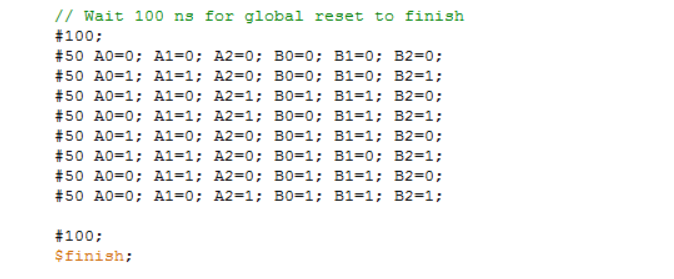 // Wait 100 ns for global reset to finish
#100;
#50 A0=0; A1=0; A2=0; B0=0; B1=0; B2=0;
#50 A0=1; A1=1; A2=0; B0=0; B1=0; B2=1;
#50 A0=1; A1=0; A2=1; B0=1; B1=1; B2=0;
#50 A0=0; A1=1; A2=1; B0=0; B1=1; B2=1;
#50 A0=1; A1=0; A2=0; B0=1; B1=1; B2=0;
#50 A0=1; A1=1; A2=0; B0=1; B1=0; B2=1;
#50 A0=0; A1=1; A2=0; B0=1; B1=1; B2=0;
#50 A0=0; A1=0; A2=1; B0=1; B1=1; B2=1;
#100;
$finish;